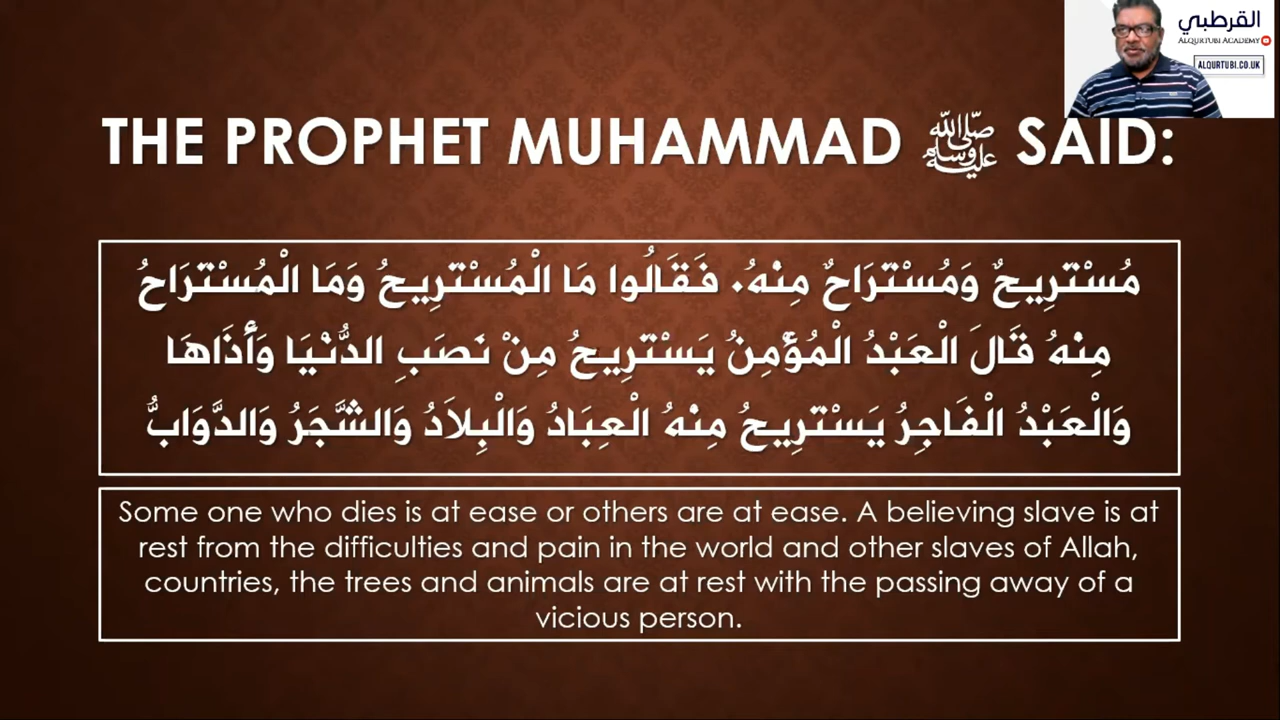 القرطبي
ALQURTUBI ACADEMY
ALQURTUBI.CO.UK
THE PROPHET MUHAMMAD ﷺ SAID:
مُسْتَرِيحٌ وَمُسْتَرَاحٌ مِنْهُ. فَقَالُوا مَا الْمُسْتَرِيحُ وَمَا الْمُسْتَرَاحُ
مِنْهُ قَالَ الْعَبْدُ الْمُؤْمِنُ يَسْتَرِيحُ مِنْ نَصَبِ الدُّنْيَا وَأَذَاهَا
وَالْعَبْدُ الْفَاجِرُ يَسْتَرِيحُ مِنْهُ الْعِبَادُ وَالْبِلاَدُ وَالشَّجَرُ وَالدَّوَابُّ
Some one who dies is at ease or others are at ease. A believing slave is at
rest from the difficulties and pain in the world and other slaves of Allah,
countries, the trees and animals are at rest with the passing away of a
vicious person.